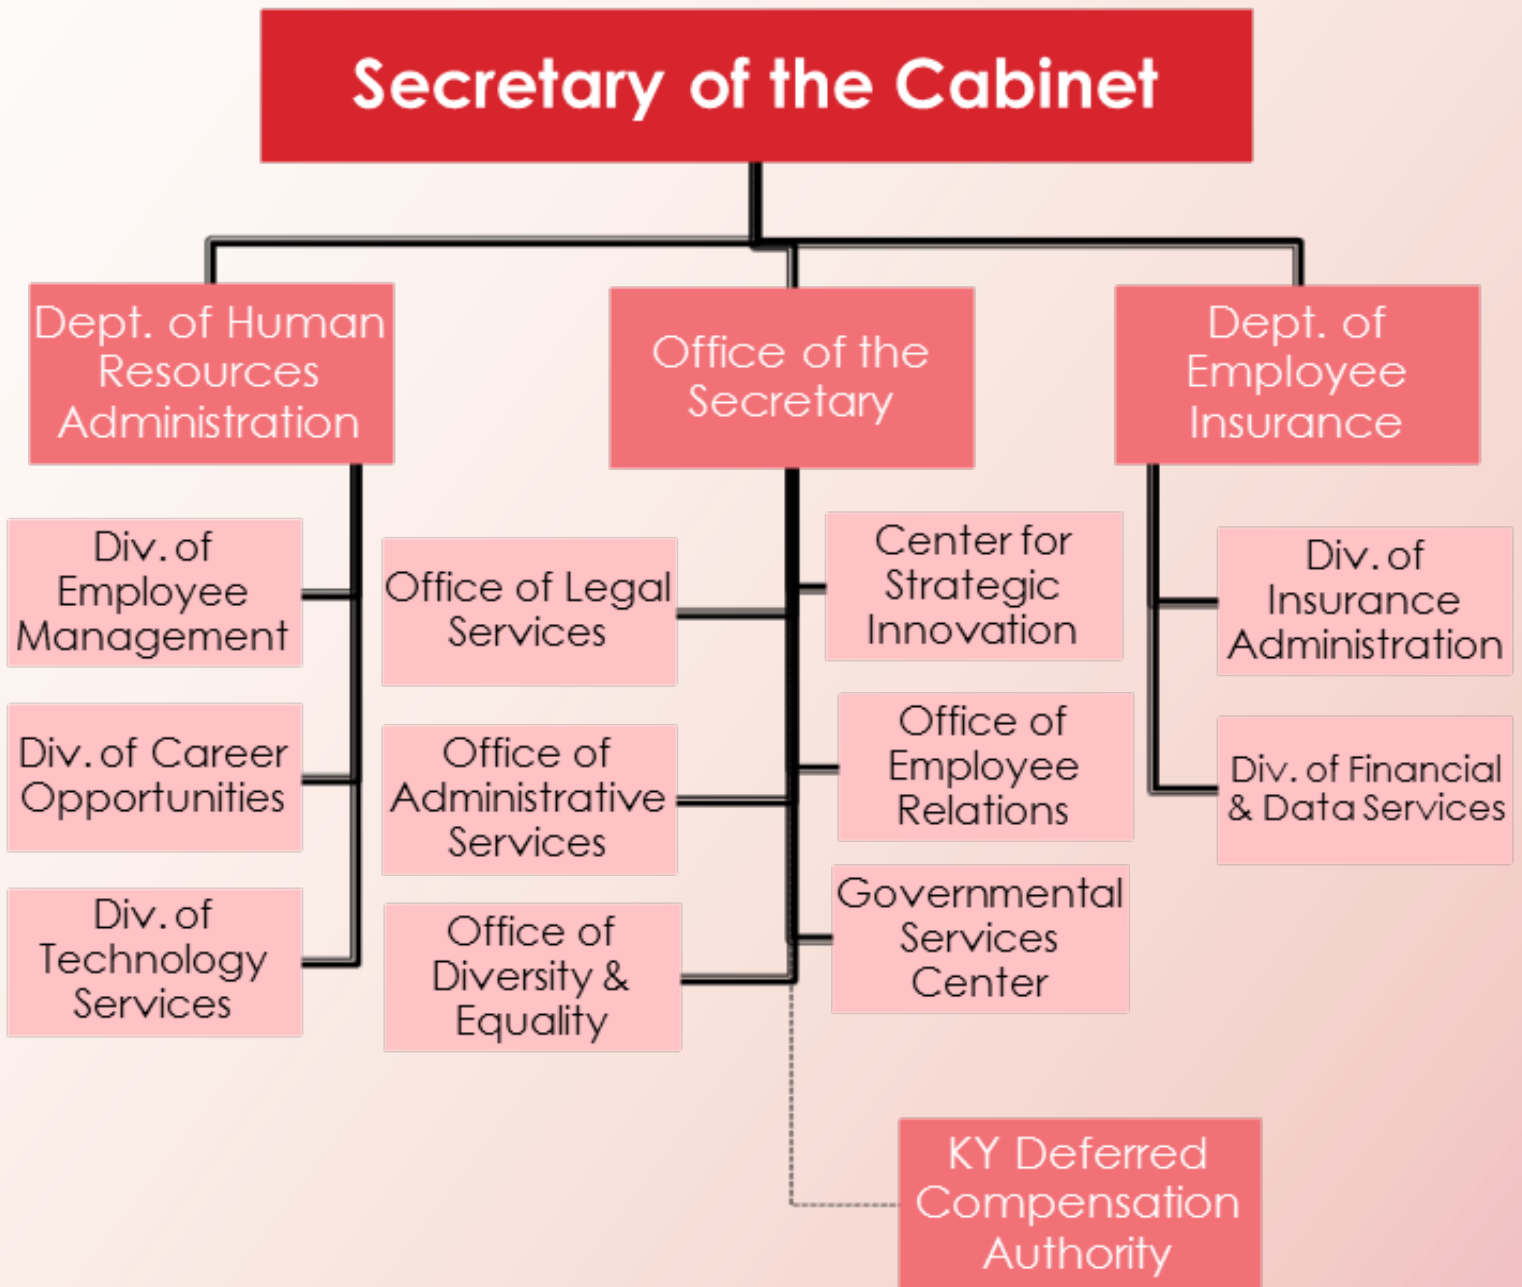 Secretary of the Cabinet
Dept. of Human
Resources
Administration
Office of the
Secretary
Dept. of
Employee
Insurance
Div. of
Employee
Management
Div. of Career
Opportunities
Div. of
Technology
Services
Office of Legal
Services
Office of
Administrative
Services
Office of
Diversity &
Equality
Center for
Strategic
Innovation
Office of
Employee
Relations
Governmental
Services
Center
Div. of
Insurance
Administration
Div. of Financial
& Data Services
KY Deferred
Compensation
Authority